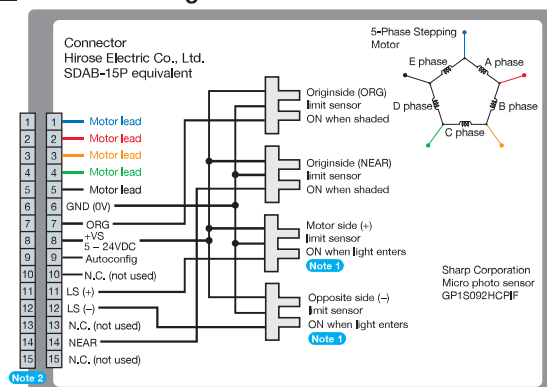 Connector
Hirose Electric Co., Ltd.
SDAB-15P equivalent
5-Phase Stepping
Motor
E phase
A phase
D phase
B phase
C phase
1 1 Motor lead
2 2 Motor lead
3 3 Motor lead
4 4 Motor lead
5 5 Motor lead
6 6 GND (0V)
7 7 ORG
8 8 +VS
5 – 24VDC
9 9 Autoconfig
10 10 N.C. (not used)
11 11 LS (+)
12 12 LS (–)
13 13 N.C. (not used)
14 14 NEAR
15 15 N.C. (not used)
Note 2
Originside (ORG)
limit sensor
ON when shaded
Originside (NEAR)
limit sensor
ON when shaded
Motor side (+)
limit sensor
ON when light enters
Note 1
Opposite side (–)
limit sensor
ON when light enters
Note 1
Sharp Corporation
Micro photo sensor
GP1S092HCPIF